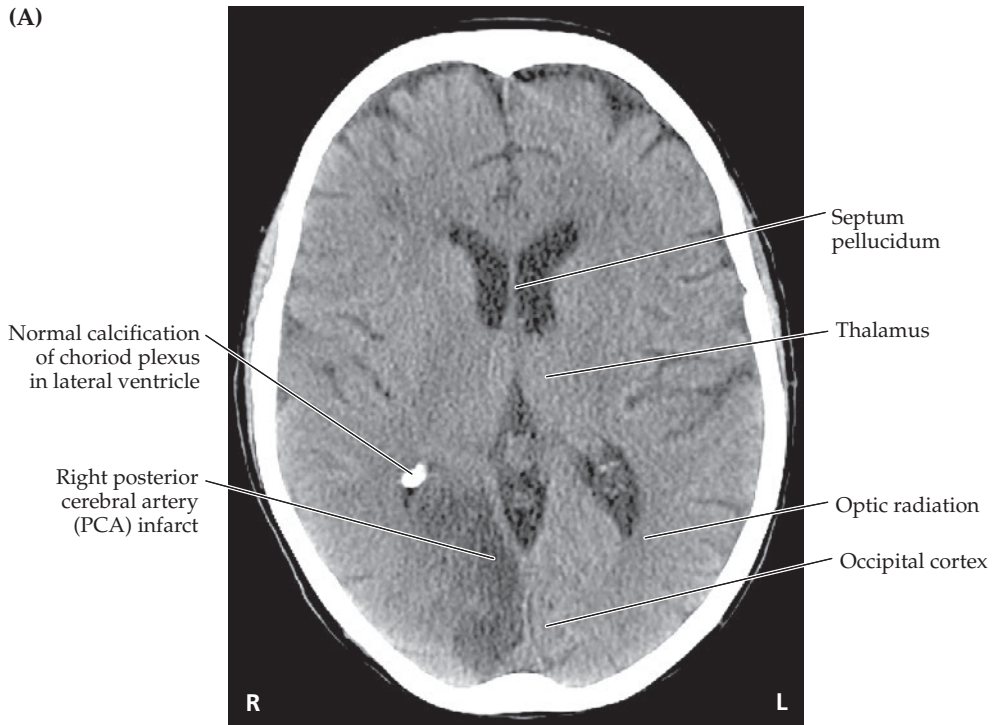 (A)
Septum
pellucidum
Thalamus
Normal calcification
of choriod plexus
in lateral ventricle
Right posterior
cerebral artery
(PCA) infarct
Optic radiation
Occipital cortex
R
L